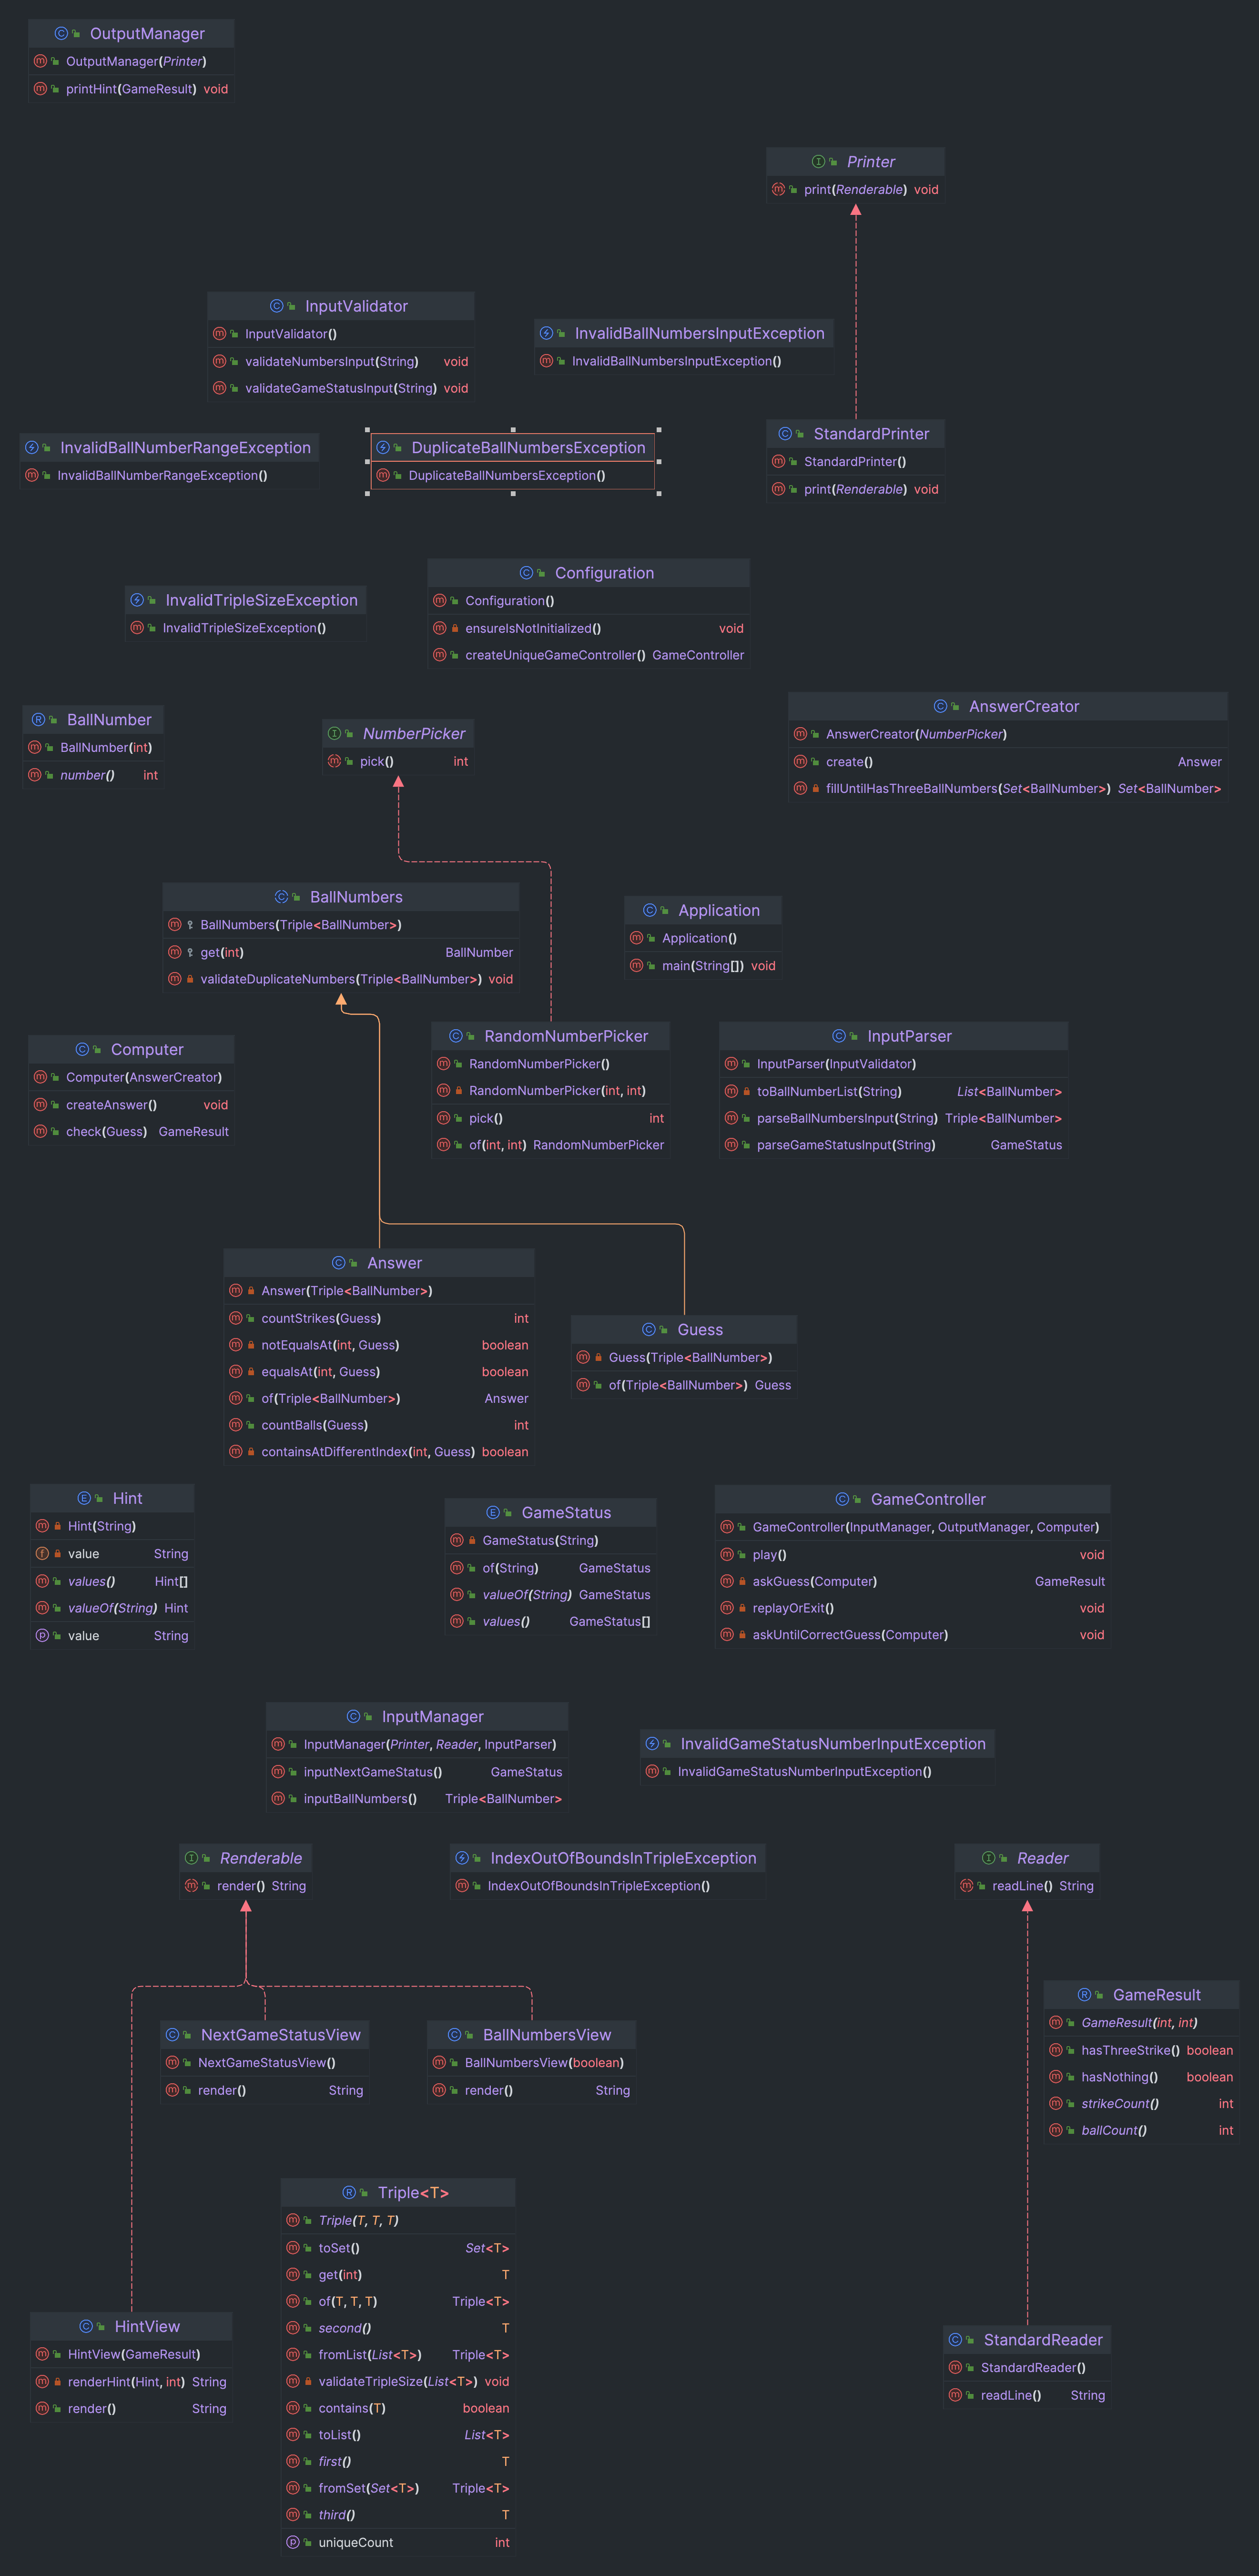 OutputManager
OutputManager(Printer)
printHint(GameResult) void
Printer
print(Renderable) void
InputValidator
InputValidator()
validateNumbersInput(String) void
validateGameStatusInput(String) void
InvalidBallNumbersInputException
InvalidBallNumbersInputException()
InvalidBallNumberRangeException
InvalidBallNumberRangeException()
DuplicateBallNumbersException
DuplicateBallNumbersException()
StandardPrinter
StandardPrinter()
print(Renderable) void
InvalidTripleSizeException
InvalidTripleSizeException()
Configuration
Configuration()
ensureIsNotInitialized() void
createUniqueGameController() GameController
BallNumber
BallNumber(int)
number() int
NumberPicker
pick() int
AnswerCreator
AnswerCreator(NumberPicker)
create() Answer
fillUntilHasThreeBallNumbers(Set<BallNumber>) Set<BallNumber>
BallNumbers
BallNumbers(Triple<BallNumber>)
get(int) BallNumber
validateDuplicateNumbers(Triple<BallNumber>) void
Application
Application()
main(String[]) void
Computer
Computer(AnswerCreator)
createAnswer() void
check(Guess) GameResult
RandomNumberPicker
RandomNumberPicker()
RandomNumberPicker(int, int)
pick() int
of(int, int) RandomNumberPicker
InputParser
InputParser(InputValidator)
toBallNumberList(String) List<BallNumber>
parseBallNumbersInput(String) Triple<BallNumber>
parseGameStatusInput(String) GameStatus
Answer
Answer(Triple<BallNumber>)
countStrikes(Guess) int
notEqualsAt(int, Guess) boolean
equalsAt(int, Guess) boolean
of(Triple<BallNumber>) Answer
countBalls(Guess) int
containsAtDifferentIndex(int, Guess) boolean
Guess
Guess(Triple<BallNumber>)
of(Triple<BallNumber>) Guess
Hint
Hint(String)
value String
values() Hint[]
valueOf(String) Hint
value String
GameStatus
GameStatus(String)
of(String) GameStatus
valueOf(String) GameStatus
values() GameStatus[]
GameController
GameController(InputManager, OutputManager, Computer)
play() void
askGuess(Computer) GameResult
replayOrExit() void
askUntilCorrectGuess(Computer) void
InputManager
InputManager(Printer, Reader, InputParser)
inputNextGameStatus() GameStatus
inputBallNumbers() Triple<BallNumber>
InvalidGameStatusNumberInputException
InvalidGameStatusNumberInputException()
Renderable
render() String
IndexOutOfBoundsInTripleException
IndexOutOfBoundsInTripleException()
Reader
readLine() String
NextGameStatusView
NextGameStatusView()
render() String
BallNumbersView
BallNumbersView(boolean)
render() String
GameResult
GameResult(int, int)
hasThreeStrike() boolean
hasNothing() boolean
strikeCount() int
ballCount() int
Triple<T>
Triple(T, T, T)
toSet() Set<T>
get(int) T
of(T, T, T) Triple<T>
second() T
fromList(List<T>) Triple<T>
validateTripleSize(List<T>) void
contains(T) boolean
toList() List<T>
first() T
fromSet(Set<T>) Triple<T>
third() T
uniqueCount int
HintView
HintView(GameResult)
renderHint(Hint, int) String
render() String
StandardReader
StandardReader()
readLine() String